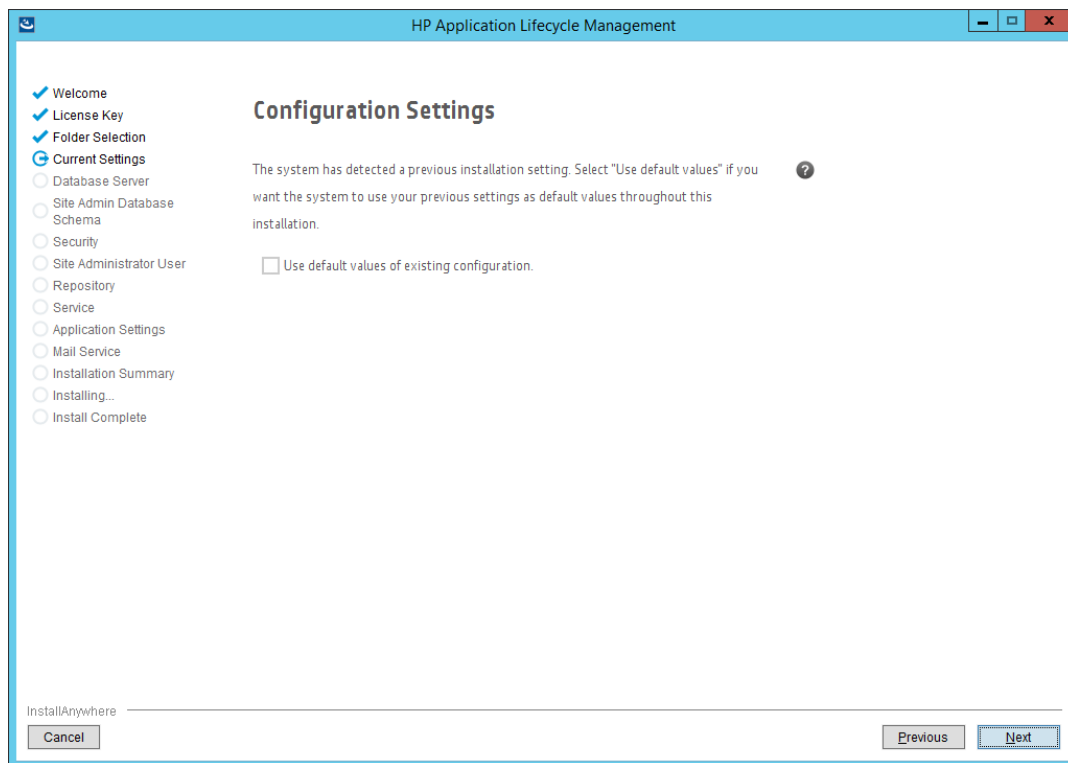 HP Application Lifecycle Management
Welcome
License Key
Folder Selection
Current Settings
Database Server
Site Admin Database
Schema
Security
Site Administrator User
Repository
Service
Application Settings
Mail Service
Installation Summary
Installing...
Install Complete
Configuration Settings
The system has detected a previous installation setting. Select "Use default values" if you
want the system to use your previous settings as default values throughout this
installation.
Use default values of existing configuration.
InstallAnywhere
Cancel
Previous
Next